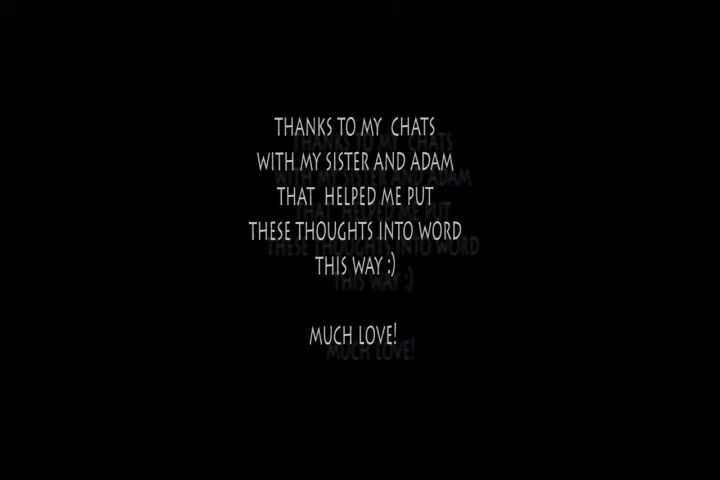 THANKS TO MY CHATS
WITH MY SISTER AND ADAM
THAT HELPED ME PUT
THESE THOUGHTS INTO WORD
THIS WAY :)
MUCH LOVE!